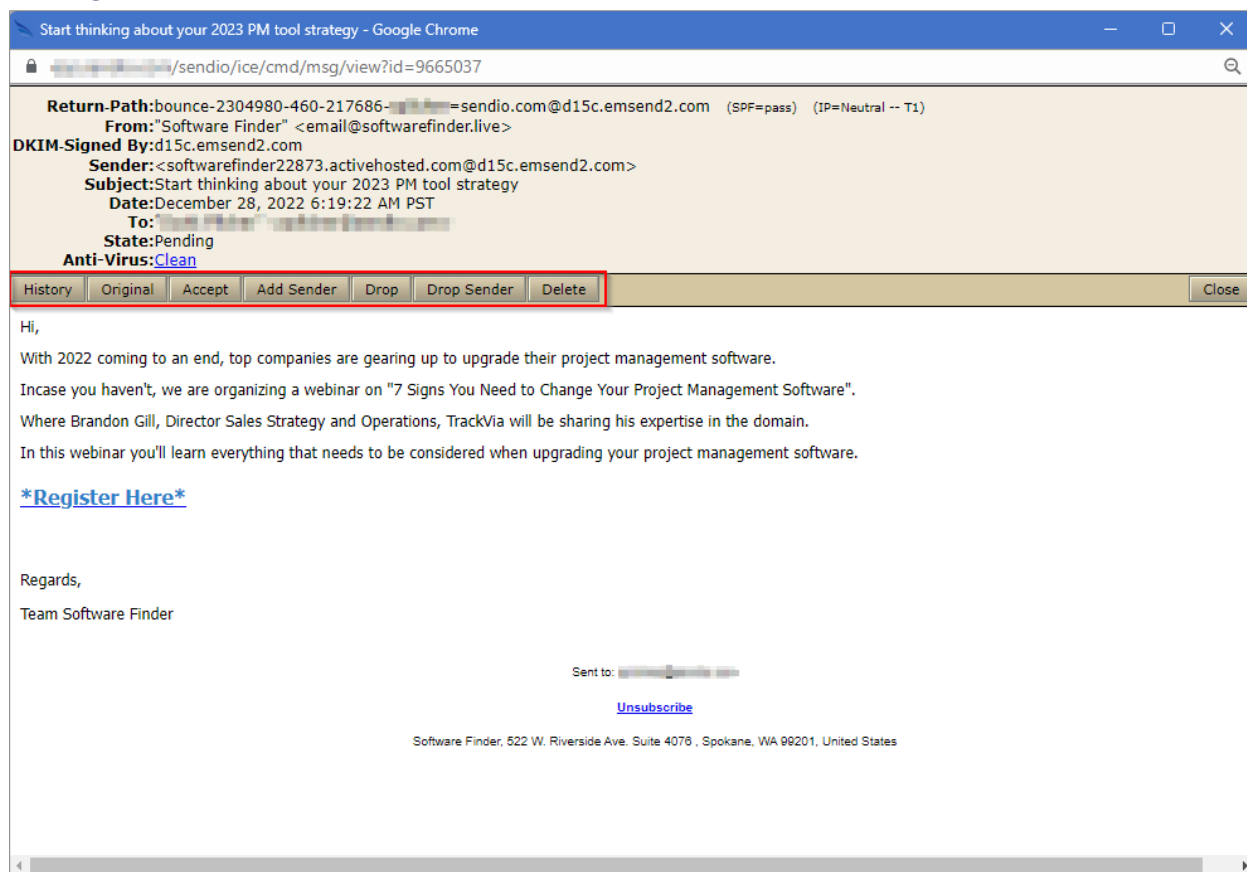 Start thinking about your 2023 PM tool strategy - Google Chrome
/sendio/ice/cmd/msg/view?id=9665037
Return-Path:bounce-2304980-460-217686- =sendio.com@d15c.emsend2.com (SPF=pass) (IP=Neutral -- T1)
From:"Software Finder" <email@softwarefinder.live>
DKIM-Signed By:d15c.emsend2.com
Sender:<softwarefinder22873.activehosted.com@d15c.emsend2.com>
Subject:Start thinking about your 2023 PM tool strategy
Date:December 28, 2022 6:19:22 AM PST
To:
State:Pending
Anti-Virus:Clean
History Original Accept Add Sender Drop Drop Sender Delete Close
Hi,
With 2022 coming to an end, top companies are gearing up to upgrade their project management software.
Incase you haven't, we are organizing a webinar on "7 Signs You Need to Change Your Project Management Software".
Where Brandon Gill, Director Sales Strategy and Operations, TrackVia will be sharing his expertise in the domain.
In this webinar you'll learn everything that needs to be considered when upgrading your project management software.
*Register Here*
Regards,
Team Software Finder
Sent to:
Unsubscribe
Software Finder, 522 W. Riverside Ave. Suite 4076 , Spokane, WA 99201, United States